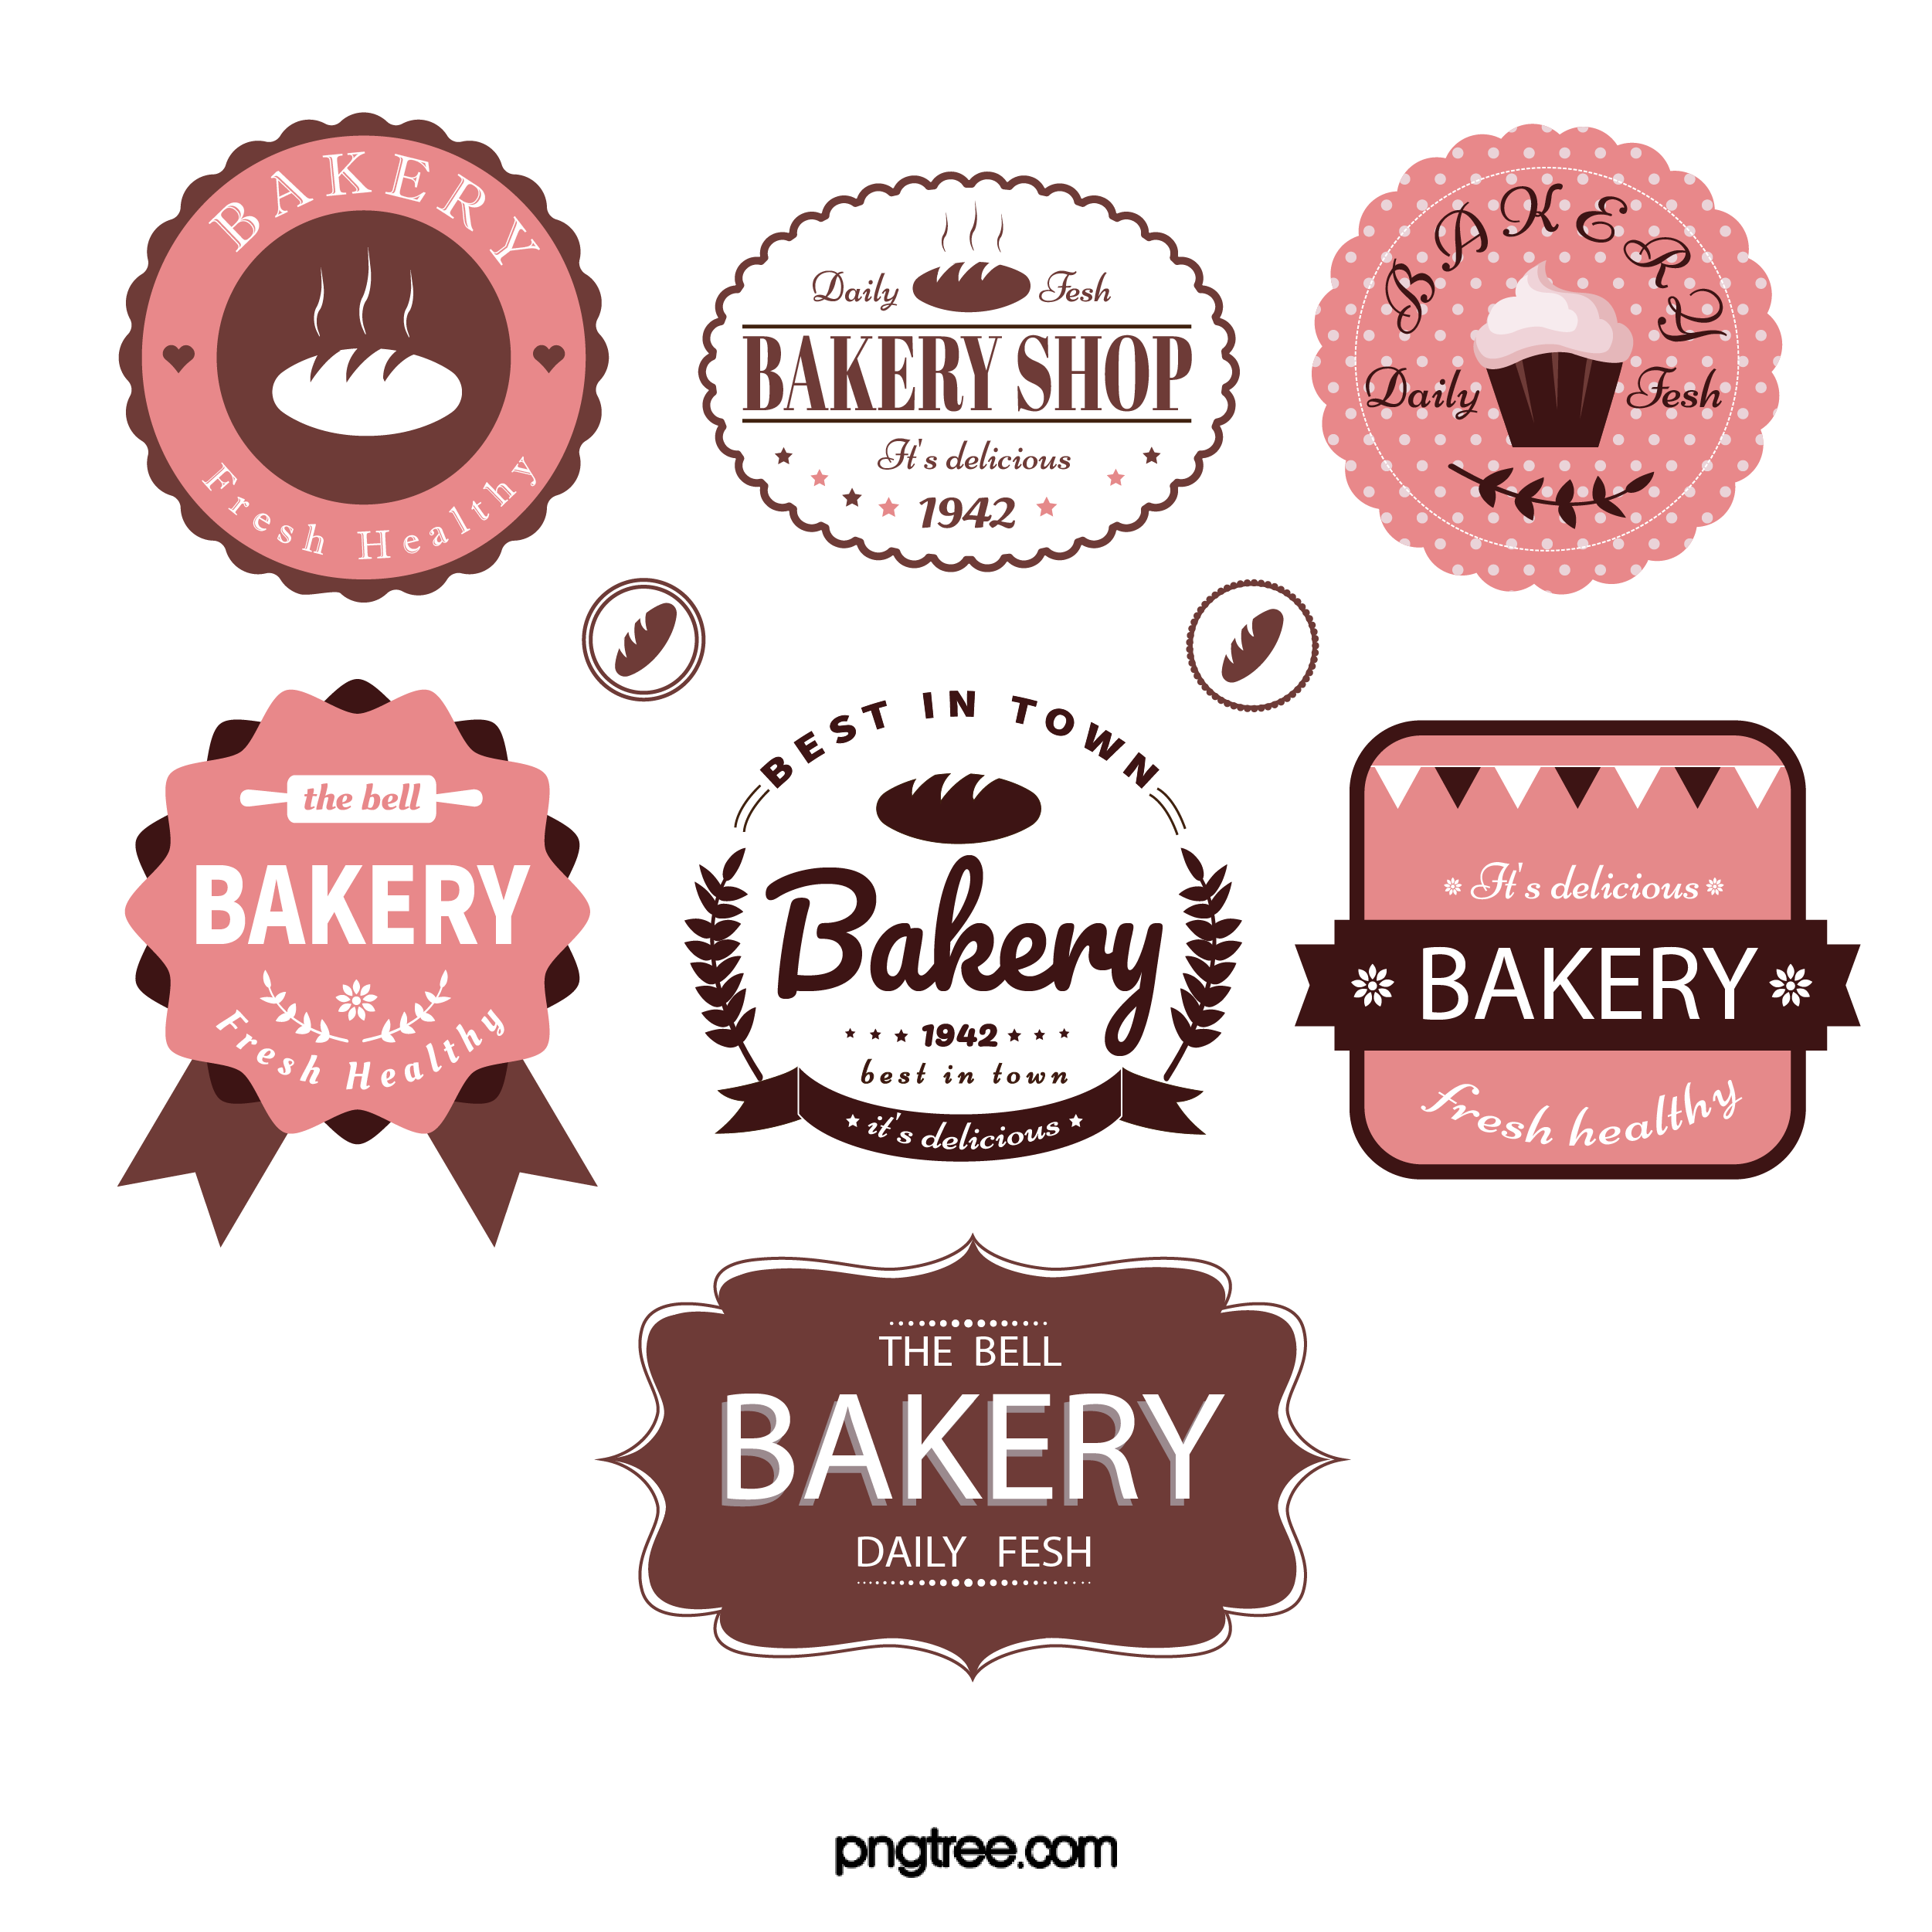 BAKERY
Fresh Healthy
Daily Fesh
BAKERY SHOP
It's delicious
1942
BAKERY
Daily Fesh
the bell
BAKERY
Fresh Healthy
BEST IN TOWN
Bakery
1942
best in town
it's delicious
It's delicious
BAKERY
fresh healthy
THE BELL
BAKERY
DAILY FESH
pngtree.com